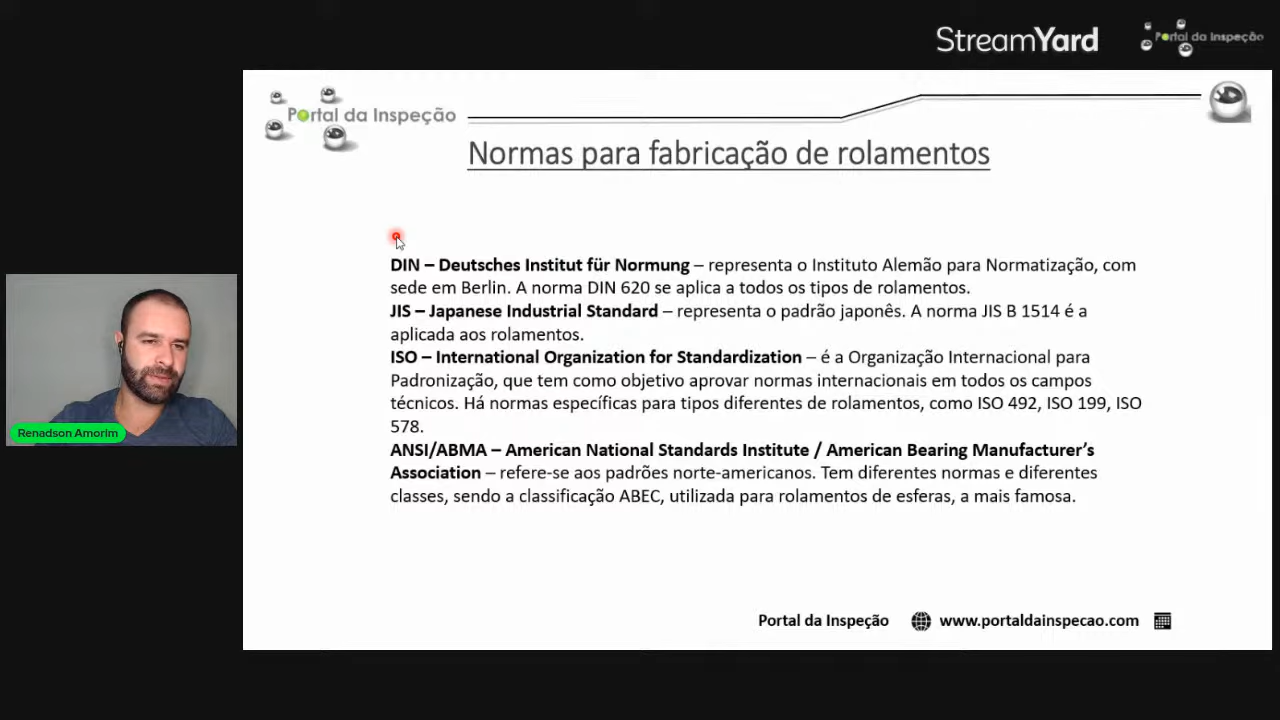 StreamYard
Portal da Inspeção
Portal da Inspeção
Normas para fabricação de rolamentos
DIN – Deutsches Institut für Normung – representa o Instituto Alemão para Normatização, com
sede em Berlin. A norma DIN 620 se aplica a todos os tipos de rolamentos.
JIS – Japanese Industrial Standard – representa o padrão japonês. A norma JIS B 1514 é a
aplicada aos rolamentos.
ISO – International Organization for Standardization – é a Organização Internacional para
Padronização, que tem como objetivo aprovar normas internacionais em todos os campos
técnicos. Há normas específicas para tipos diferentes de rolamentos, como ISO 492, ISO 199, ISO
578.
ANSI/ABMA – American National Standards Institute / American Bearing Manufacturer’s
Association – refere-se aos padrões norte-americanos. Tem diferentes normas e diferentes
classes, sendo a classificação ABEC, utilizada para rolamentos de esferas, a mais famosa.
Renadson Amorim
Portal da Inspeção www.portaldainspecao.com